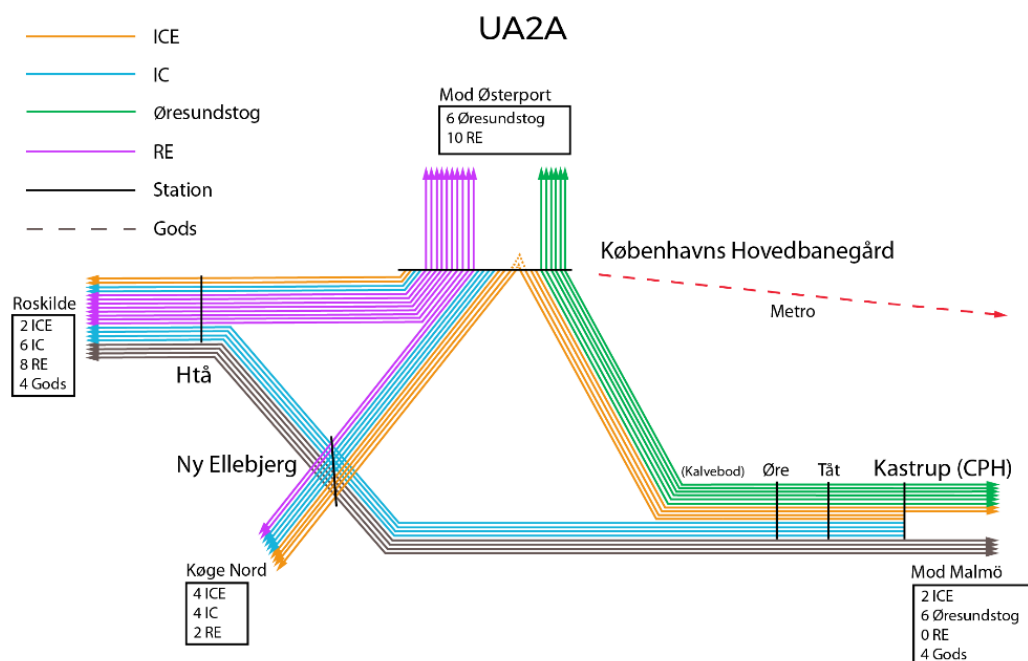 UA2A
ICE
IC
Øresundstog
RE
Station
Gods
Mod Østerport
6 Øresundstog
10 RE
Københavns Hovedbanegård
Metro
Roskilde
2 ICE
6 IC
8 RE
4 Gods
Htå
Ny Ellebjerg
(Kalvebod)
Øre
Tåt
Kastrup (CPH)
Køge Nord
4 ICE
4 IC
2 RE
Mod Malmö
2 ICE
6 Øresundstog
0 RE
4 Gods